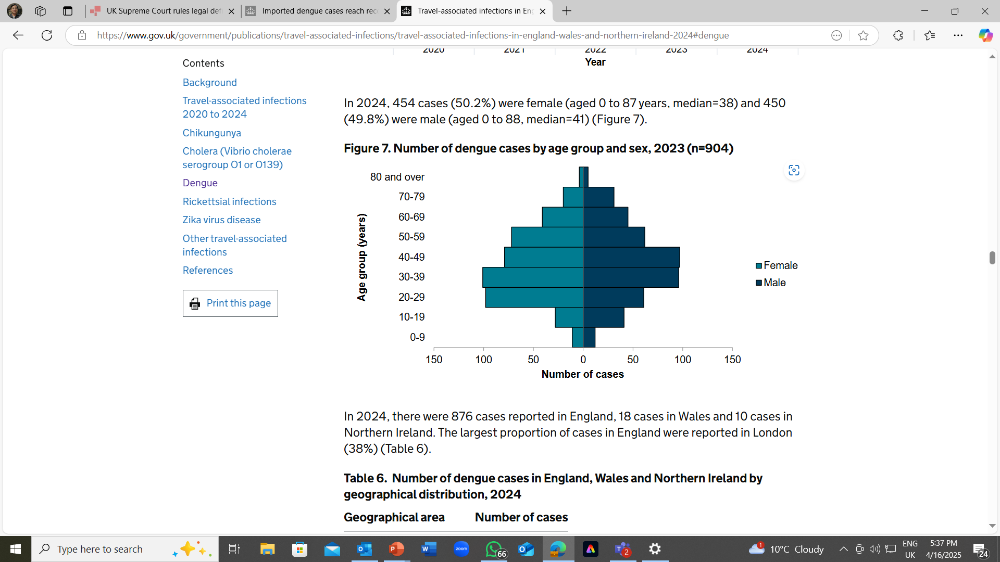 UK Supreme Court rules legal def
Imported dengue cases reach rec
Travel-associated infections in Eng
https://www.gov.uk/government/publications/travel-associated-infections/travel-associated-infections-in-england-wales-and-northern-ireland-2024#dengue
Contents
Background
Travel-associated infections
2020 to 2024
Chikungunya
Cholera (Vibrio cholerae
serogroup O1 or O139)
Dengue
Rickettsial infections
Zika virus disease
Other travel-associated
infections
References
Print this page
2020 2021 2022 2023 2024
Year
In 2024, 454 cases (50.2%) were female (aged 0 to 87 years, median=38) and 450
(49.8%) were male (aged 0 to 88, median=41) (Figure 7).
Figure 7. Number of dengue cases by age group and sex, 2023 (n=904)
Age group (years)
80 and over
70-79
60-69
50-59
40-49
30-39
20-29
10-19
0-9
150 100 50 0 50 100 150
Number of cases
Female
Male
In 2024, there were 876 cases reported in England, 18 cases in Wales and 10 cases in
Northern Ireland. The largest proportion of cases in England were reported in London
(38%) (Table 6).
Table 6. Number of dengue cases in England, Wales and Northern Ireland by
geographical distribution, 2024
Geographical area Number of cases
Type here to search
zoom
66
2
1
10°C Cloudy
ENG
UK
5:37 PM
4/16/2025
24